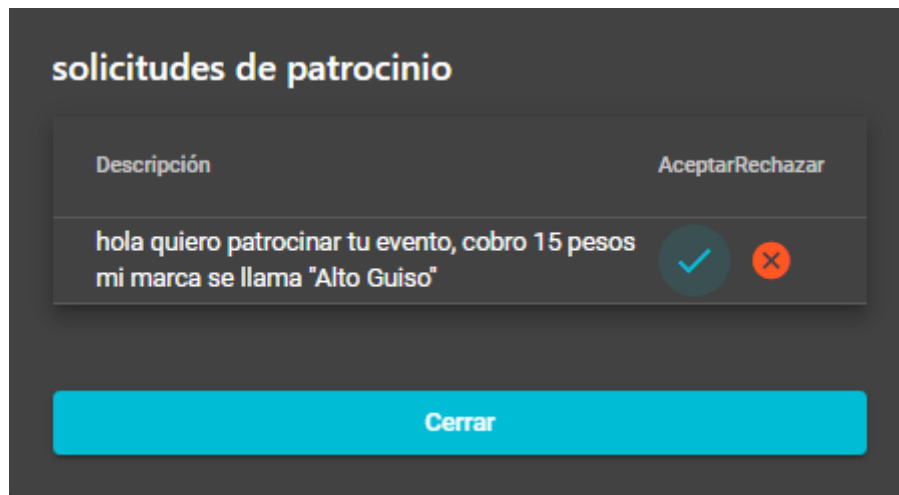 solicitudes de patrocinio
Descripción AceptarRechazar
hola quiero patrocinar tu evento, cobro 15 pesos
mi marca se llama "Alto Guiso"
Cerrar